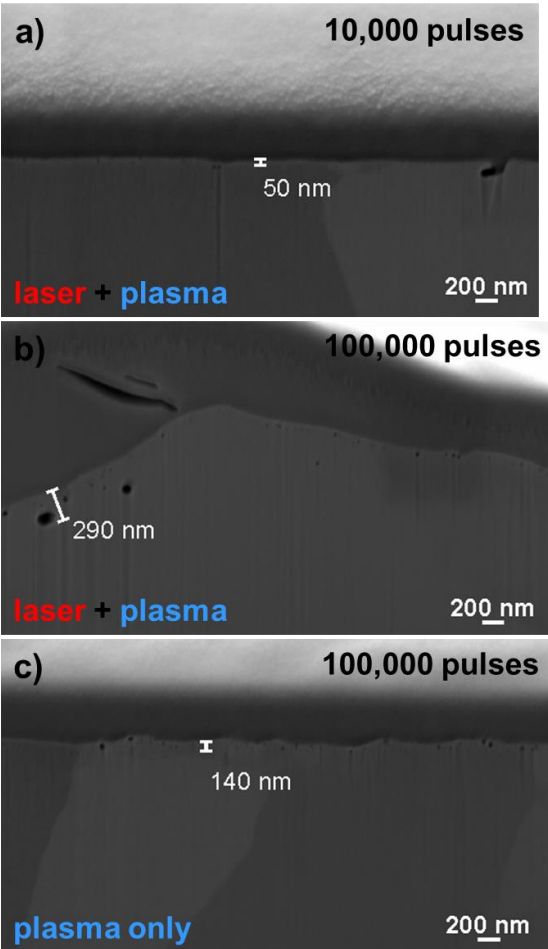 a) 10,000 pulses
50 nm
laser + plasma 200 nm
b) 100,000 pulses
290 nm
laser + plasma 200 nm
c) 100,000 pulses
140 nm
plasma only 200 nm